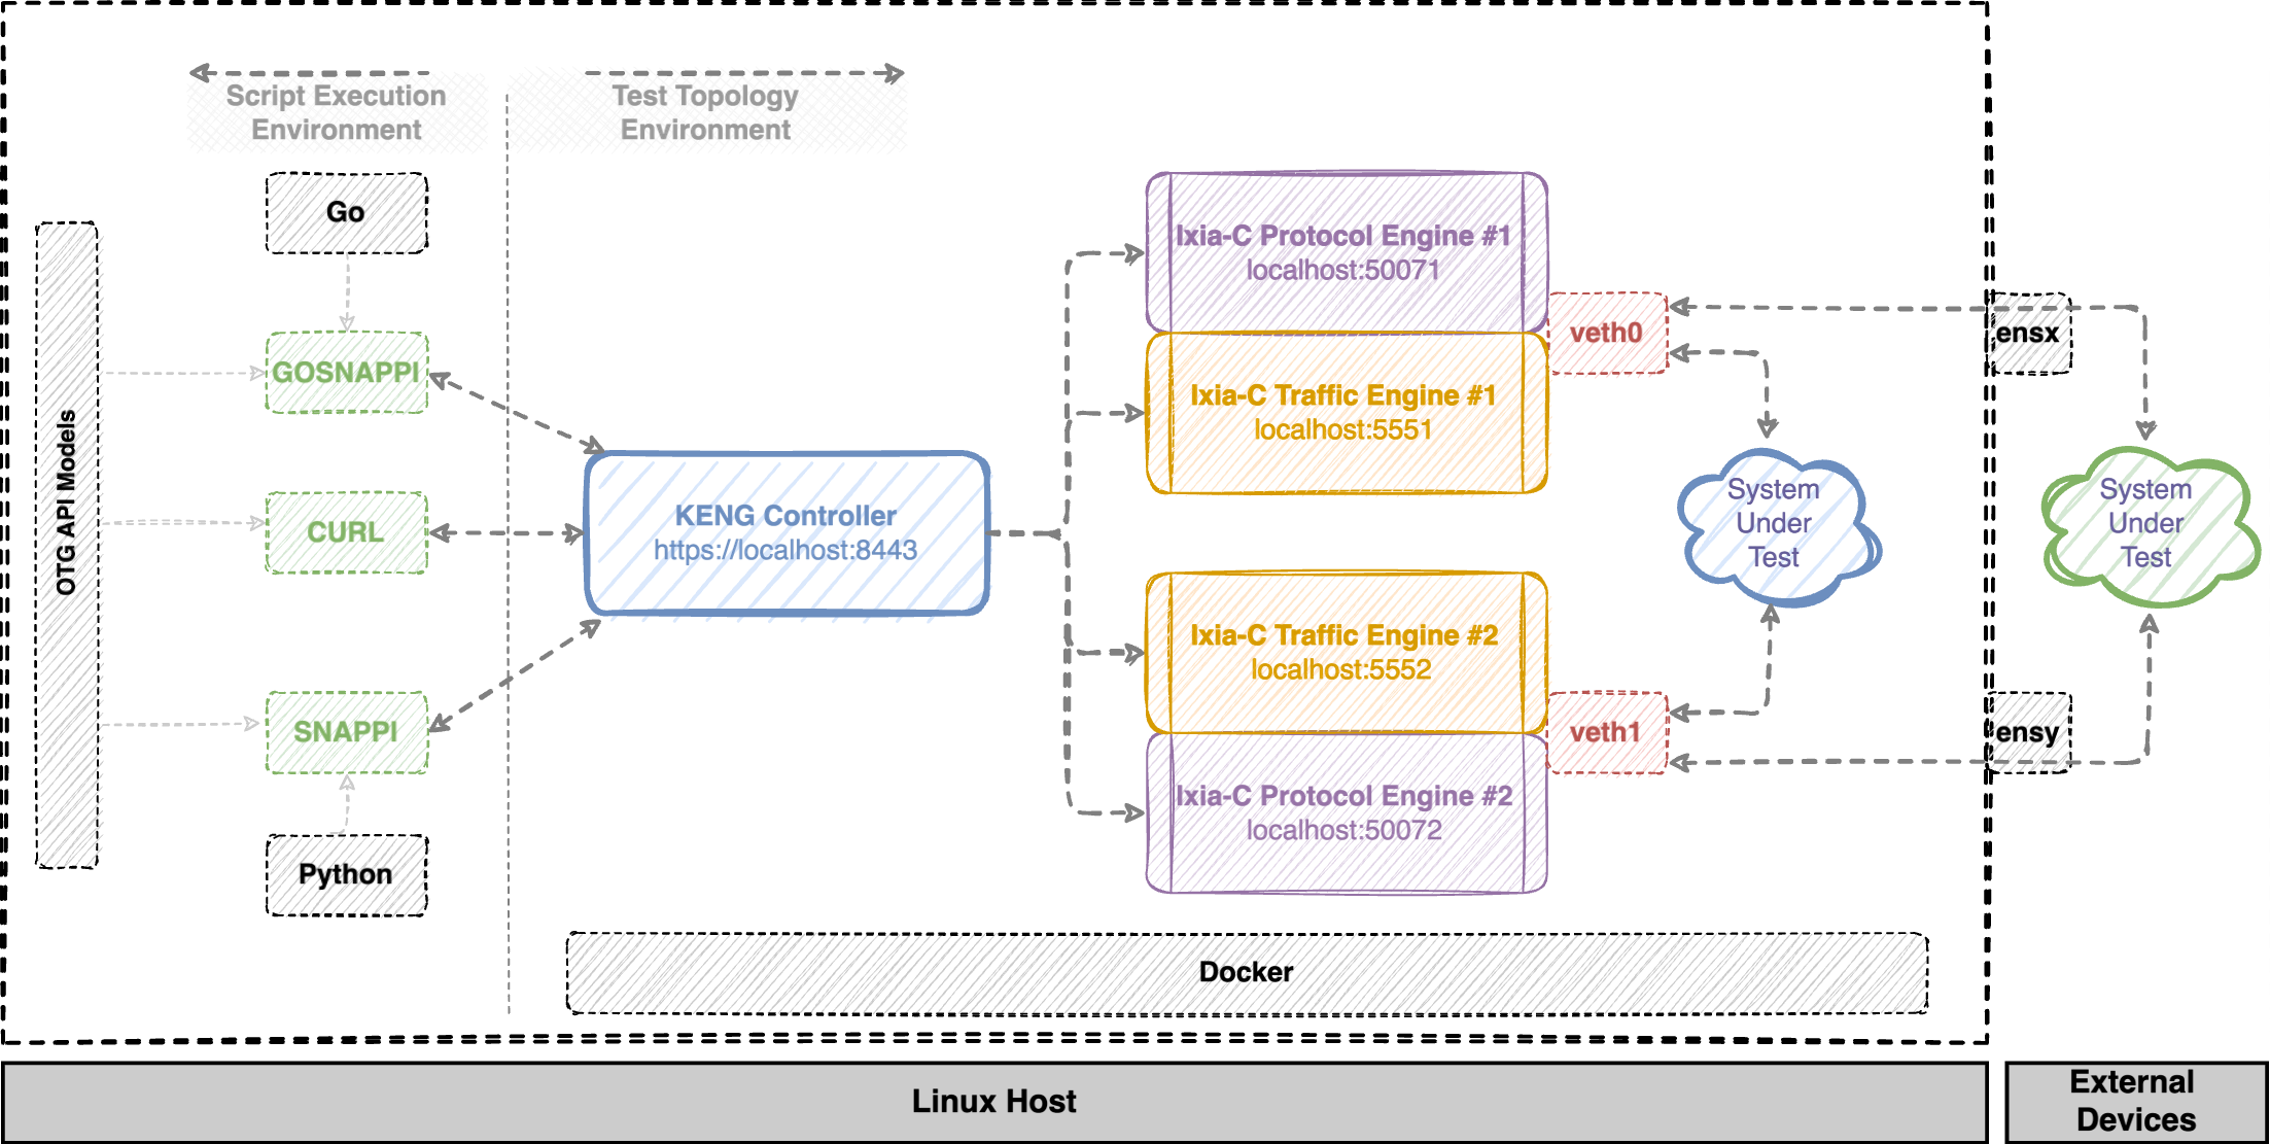 Script Execution
Environment
Test Topology
Environment
Go
OTG API Models
GOSNAPPI
CURL
SNAPPI
Python
KENG Controller
https://localhost:8443
Ixia-C Protocol Engine #1
localhost:50071
Ixia-C Traffic Engine #1
localhost:5551
Ixia-C Traffic Engine #2
localhost:5552
Ixia-C Protocol Engine #2
localhost:50072
veth0
veth1
System
Under
Test
ensx
ensy
System
Under
Test
Docker
Linux Host
External
Devices